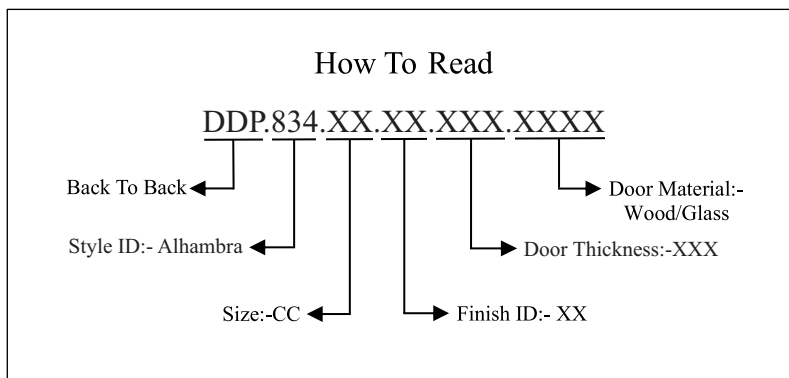 How To Read
DDP.834.XX.XX.XXX.XXXX
Back To Back
Door Material:-
Wood/Glass
Style ID:- Alhambra
Door Thickness:-XXX
Size:-CC
Finish ID:- XX